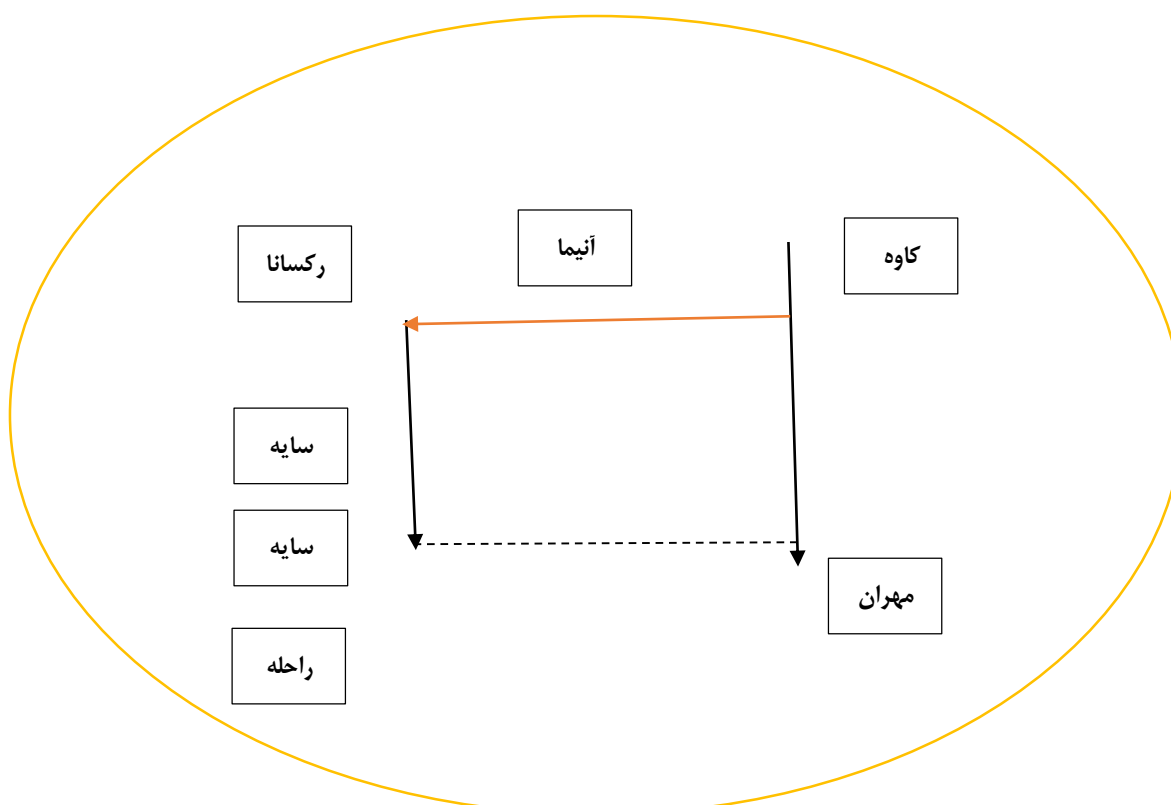 کاوه
آنیما
رکسانا
سایه
سایه
مهران
راحله